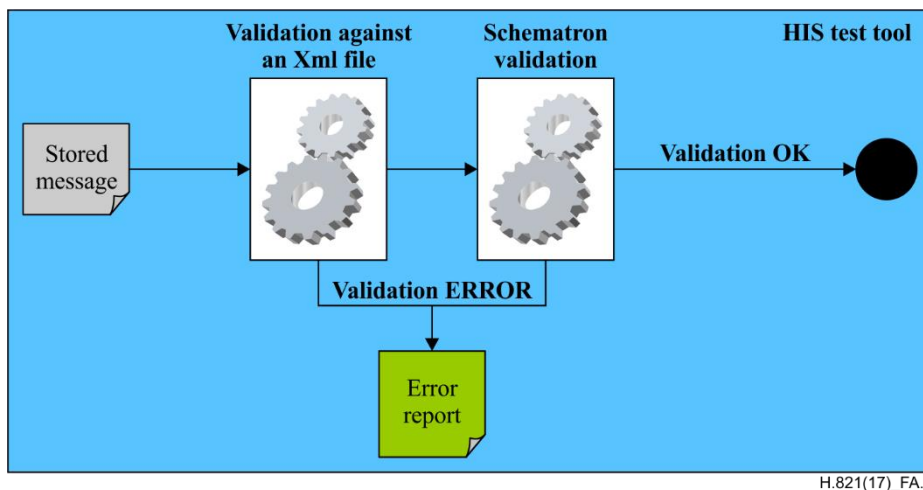 Validation against
an Xml file
Schematron
validation
HIS test tool
Stored
message
Validation OK
Validation ERROR
Error
report
H.821(17)_FA.